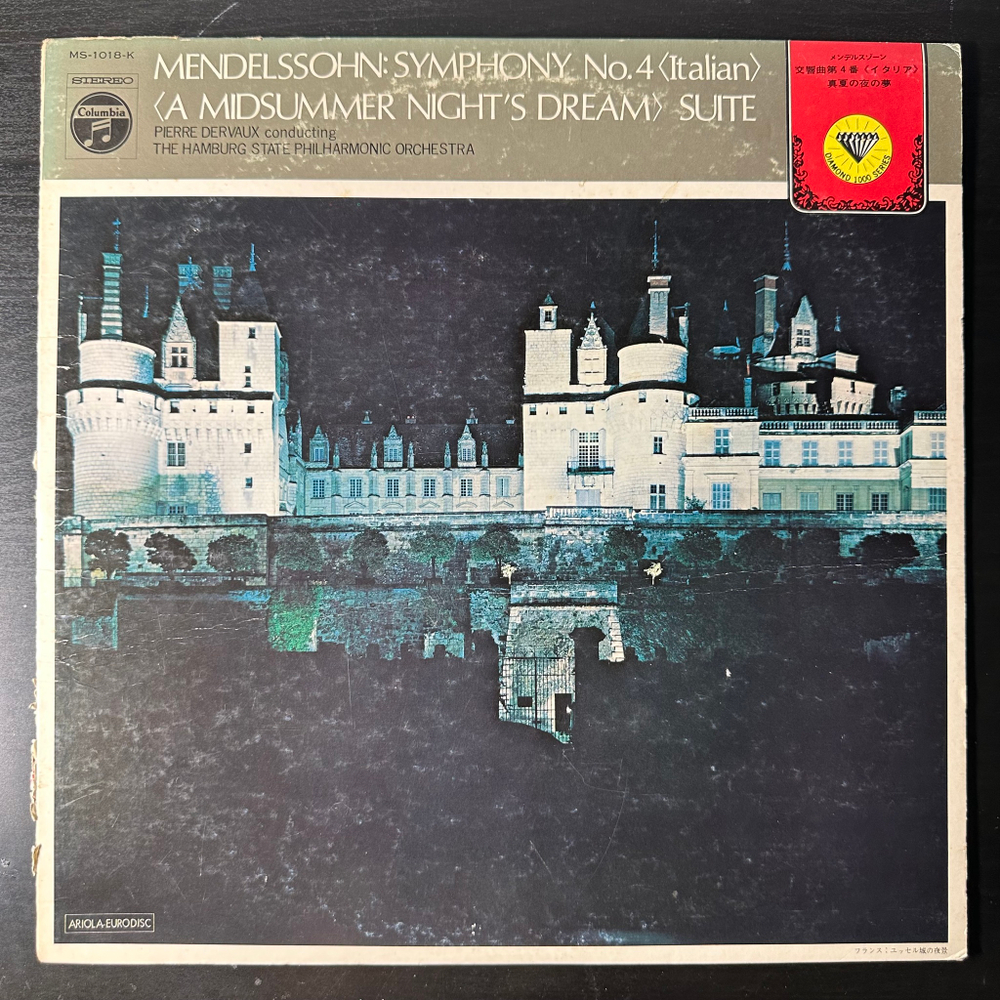 MS-1018-K
STEREO
Columbia
MENDELSSOHN: SYMPHONY No. 4 〈Italian〉
〈A MIDSUMMER NIGHT'S DREAM〉 SUITE
PIERRE DERVAUX conducting
THE HAMBURG STATE PHILHARMONIC ORCHESTRA
メンデルスゾーン
交響曲第4番〈イタリア〉
真夏の夜の夢
DIAMOND 1000 SERIES
ARIOLA-EURODISC
フランス：ユッセル城の夜景